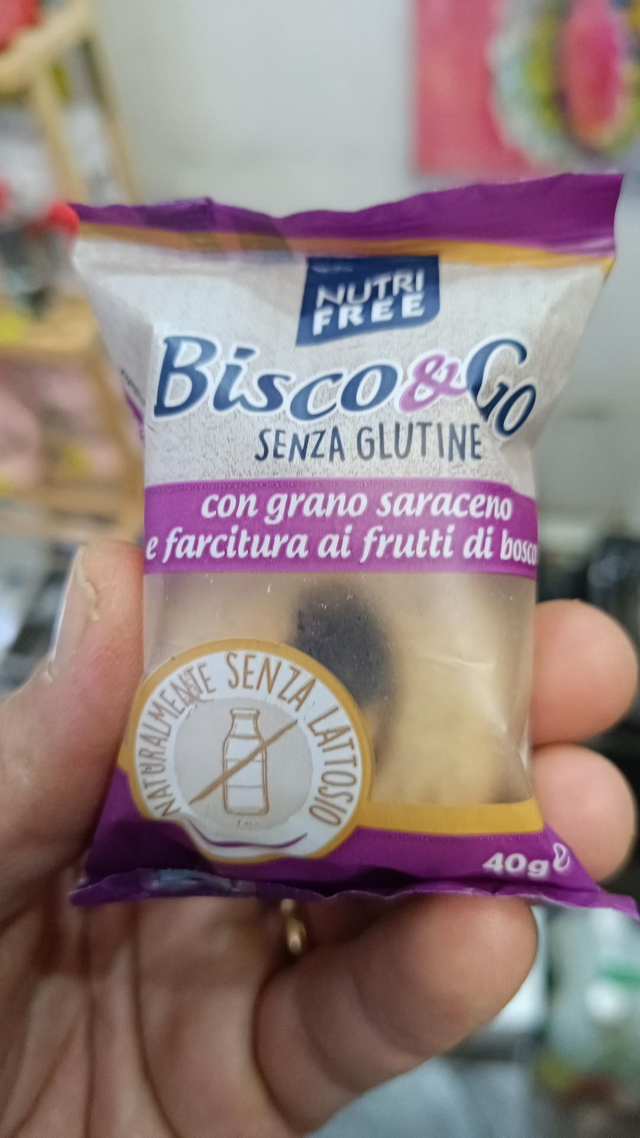 NUTRI
FREE
Bisco&Go
SENZA GLUTINE
con grano saraceno
e farcitura ai frutti di bosco
NATURALMENTE SENZA LATTOSIO
40g e